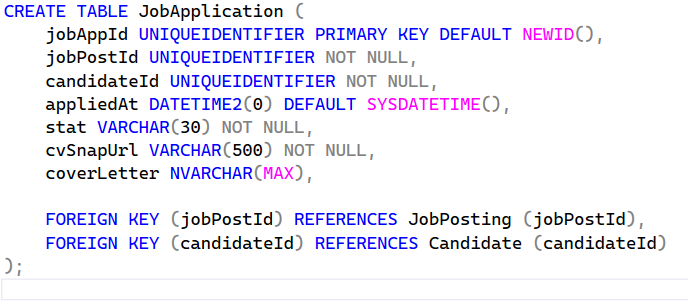 CREATE TABLE JobApplication (
    jobAppId UNIQUEIDENTIFIER PRIMARY KEY DEFAULT NEWID(),
    jobPostId UNIQUEIDENTIFIER NOT NULL,
    candidateId UNIQUEIDENTIFIER NOT NULL,
    appliedAt DATETIME2(0) DEFAULT SYSDATETIME(),
    stat VARCHAR(30) NOT NULL,
    cvSnapUrl VARCHAR(500) NOT NULL,
    coverLetter NVARCHAR(MAX),
    FOREIGN KEY (jobPostId) REFERENCES JobPosting (jobPostId),
    FOREIGN KEY (candidateId) REFERENCES Candidate (candidateId)
);